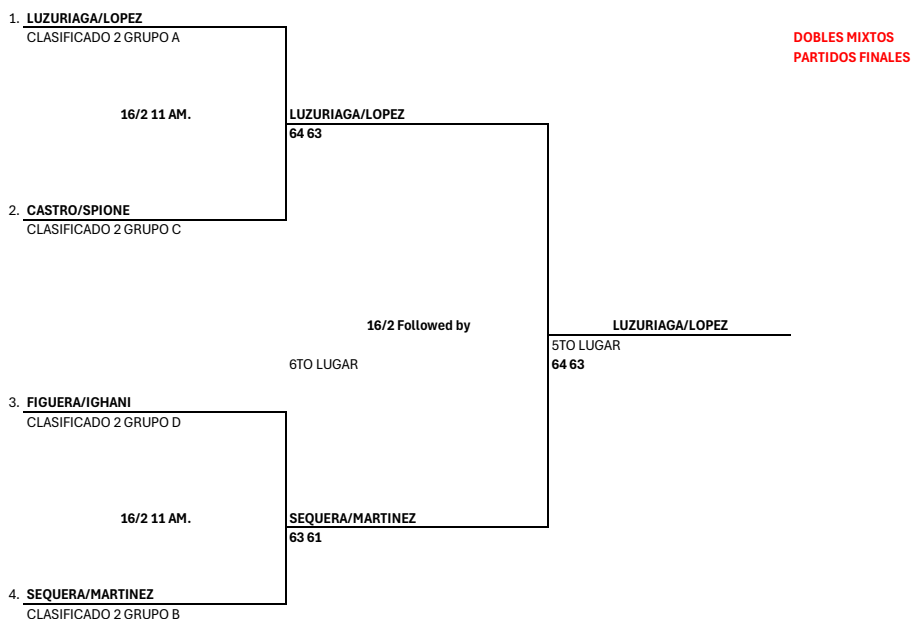 1. LUZURIAGA/LOPEZ
CLASIFICADO 2 GRUPO A
DOBLES MIXTOS
PARTIDOS FINALES
16/2 11 AM.
LUZURIAGA/LOPEZ
64 63
2. CASTRO/SPIONE
CLASIFICADO 2 GRUPO C
16/2 Followed by
LUZURIAGA/LOPEZ
5TO LUGAR
6TO LUGAR
64 63
3. FIGUERA/IGHANI
CLASIFICADO 2 GRUPO D
16/2 11 AM.
SEQUERA/MARTINEZ
63 61
4. SEQUERA/MARTINEZ
CLASIFICADO 2 GRUPO B